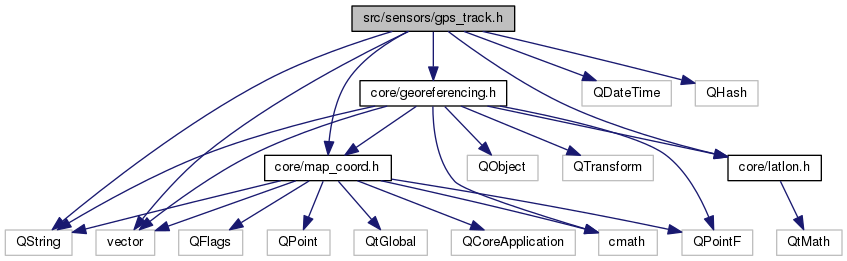 src/sensors/gps_track.h
core/georeferencing.h
QDateTime
QHash
core/map_coord.h
QObject
QTransform
core/latlon.h
QString
vector
QFlags
QPoint
QtGlobal
QCoreApplication
cmath
QPointF
QtMath